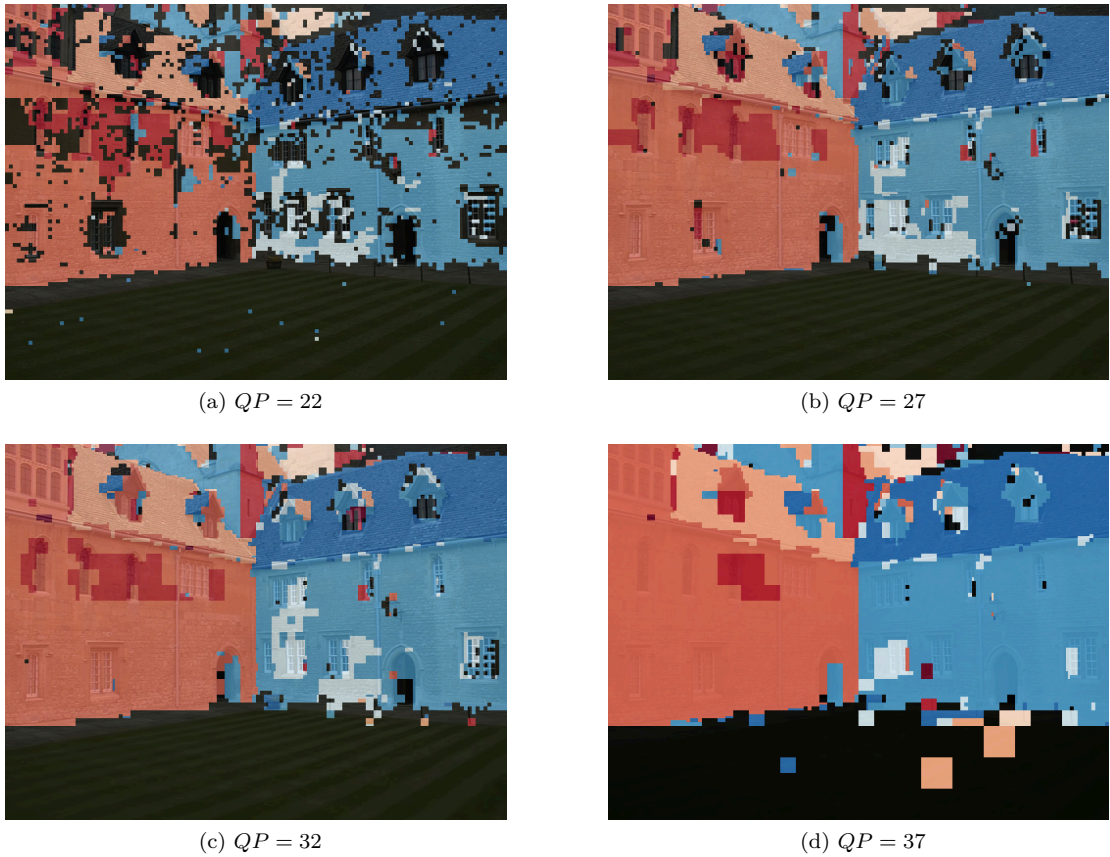 (a) QP = 22
(b) QP = 27
(c) QP = 32
(d) QP = 37